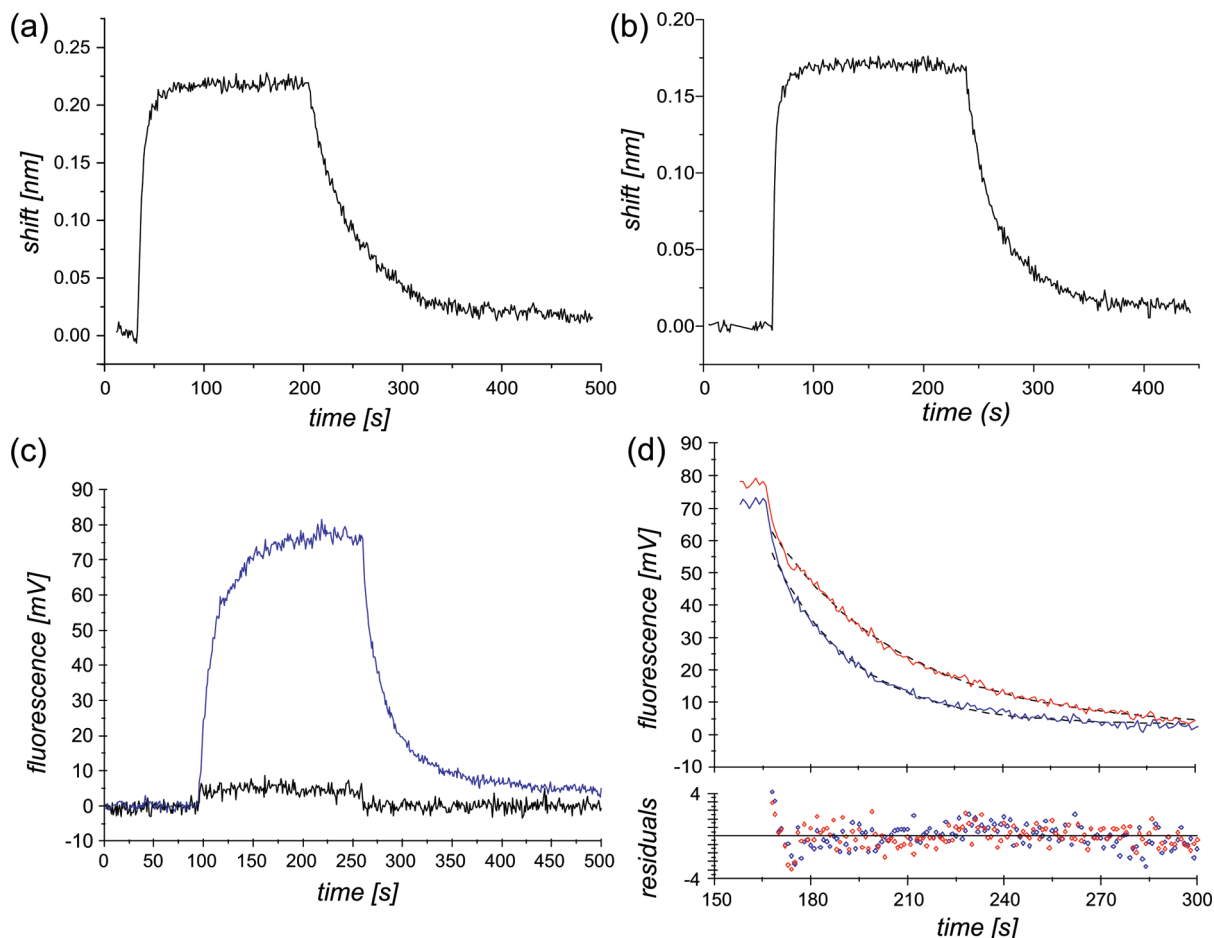 (a)
0.25
0.20
0.15
0.10
0.05
0.00
shift [nm]
0 100 200 300 400 500
time [s]
(b)
0.20
0.15
0.10
0.05
0.00
shift [nm]
0 100 200 300 400
time (s)
(c)
90
80
70
60
50
40
30
20
10
0
-10
fluorescence [mV]
0 50 100 150 200 250 300 350 400 450 500
time [s]
(d)
90
80
70
60
50
40
30
20
10
0
-10
fluorescence [mV]
4
-4
residuals
150 180 210 240 270 300
time [s]